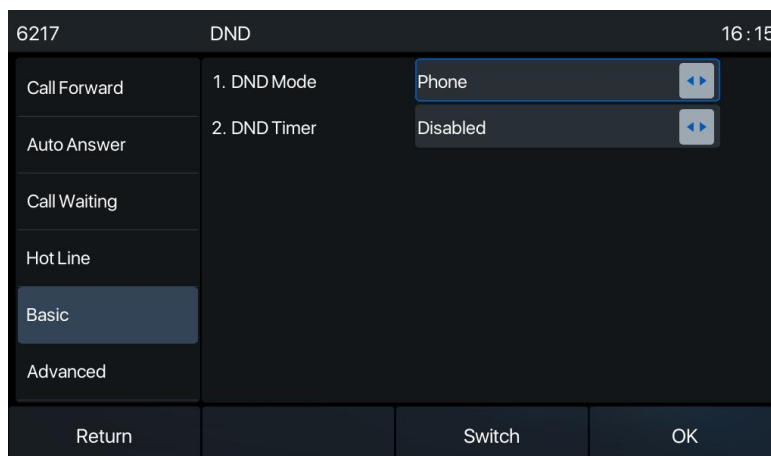 6217 DND 16:15
Call Forward
1. DND Mode Phone
2. DND Timer Disabled
Auto Answer
Call Waiting
Hot Line
Basic
Advanced
Return Switch OK